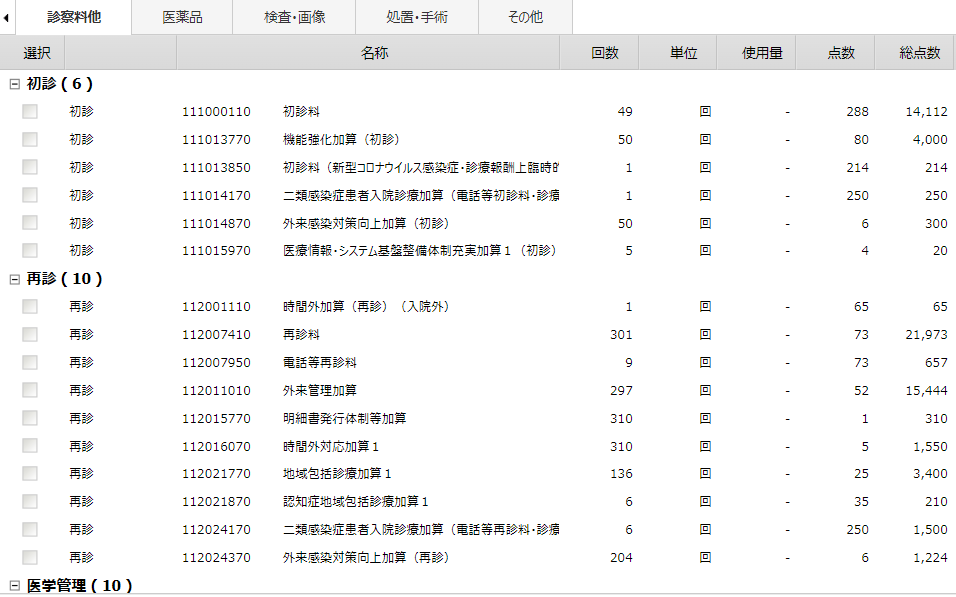 診察料他 医薬品 検査・画像 処置・手術 その他
選択 名称 回数 単位 使用量 点数 総点数
初診 ( 6 )
初診 111000110 初診料 49 回 - 288 14,112
初診 111013770 機能強化加算（初診） 50 回 - 80 4,000
初診 111013850 初診料（新型コロナウイルス感染症・診療報酬上臨時的 1 回 - 214 214
初診 111014170 二類感染症患者入院診療加算（電話等初診料・診療 1 回 - 250 250
初診 111014870 外来感染対策向上加算（初診） 50 回 - 6 300
初診 111015970 医療情報・システム基盤整備体制充実加算１（初診） 5 回 - 4 20
再診 ( 10 )
再診 112001110 時間外加算（再診）（入院外） 1 回 - 65 65
再診 112007410 再診料 301 回 - 73 21,973
再診 112007950 電話等再診料 9 回 - 73 657
再診 112011010 外来管理加算 297 回 - 52 15,444
再診 112015770 明細書発行体制等加算 310 回 - 1 310
再診 112016070 時間外対応加算１ 310 回 - 5 1,550
再診 112021770 地域包括診療加算１ 136 回 - 25 3,400
再診 112021870 認知症地域包括診療加算１ 6 回 - 35 210
再診 112024170 二類感染症患者入院診療加算（電話等再診料・診療 6 回 - 250 1,500
再診 112024370 外来感染対策向上加算（再診） 204 回 - 6 1,224
医学管理 ( 10 )